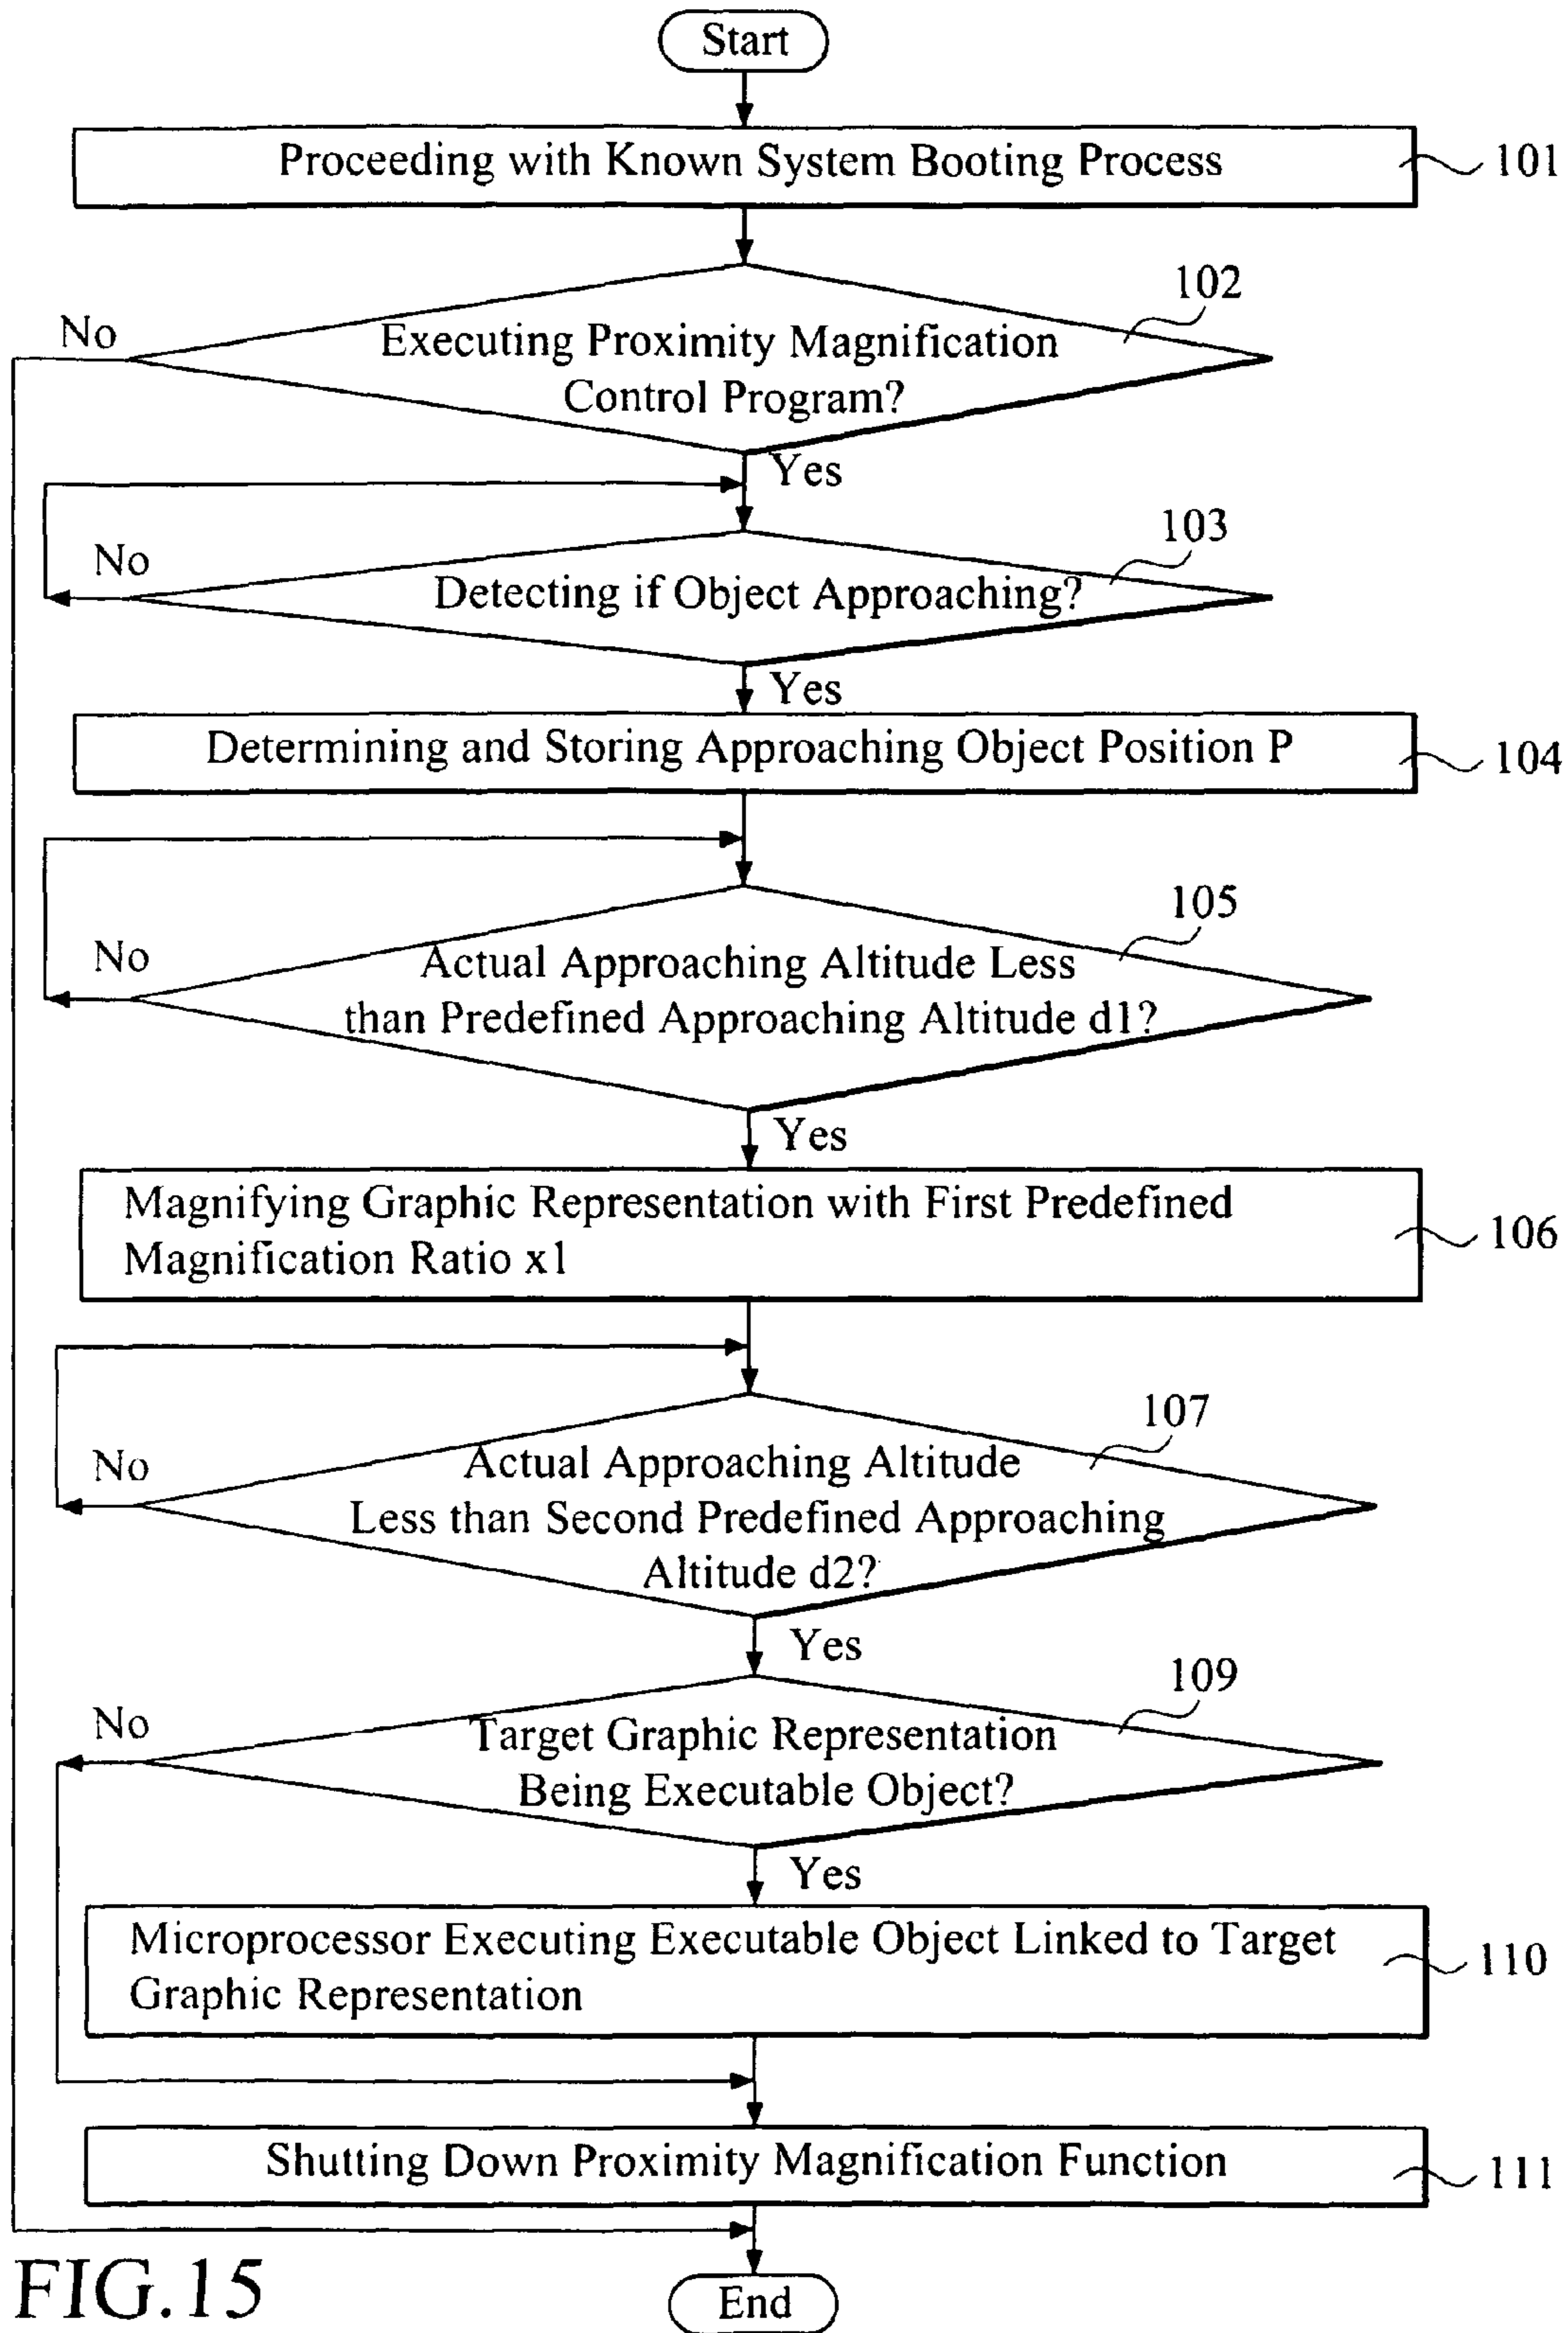 Start
Proceeding with Known System Booting Process
101
102
No
Executing Proximity Magnification
Control Program?
Yes
103
No
Detecting if Object Approaching?
Yes
Determining and Storing Approaching Object Position P
104
105
No
Actual Approaching Altitude Less
than Predefined Approaching Altitude d1?
Yes
Magnifying Graphic Representation with First Predefined
Magnification Ratio x1
106
107
No
Actual Approaching Altitude
Less than Second Predefined Approaching
Altitude d2?
Yes
109
No
Target Graphic Representation
Being Executable Object?
Yes
Microprocessor Executing Executable Object Linked to Target
Graphic Representation
110
Shutting Down Proximity Magnification Function
111
End
FIG.15